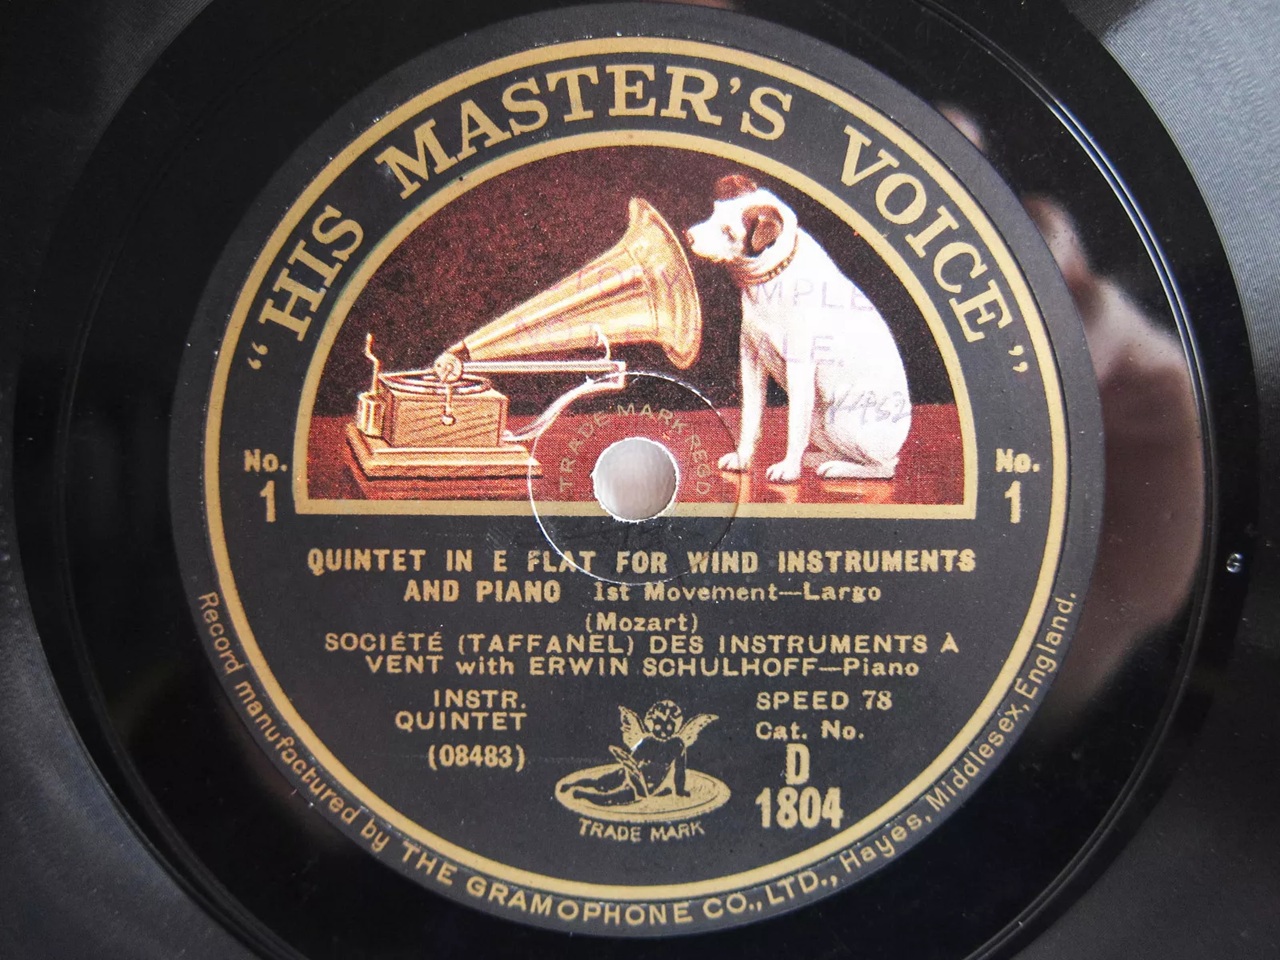 “HIS MASTER'S VOICE”
TRADE MARK REGD
No.
1
No.
1
QUINTET IN E FLAT FOR WIND INSTRUMENTS
AND PIANO 1st Movement—Largo
(Mozart)
SOCIÉTÉ (TAFFANEL) DES INSTRUMENTS À
VENT with ERWIN SCHULHOFF—Piano
INSTR.
QUINTET
(08483)
SPEED 78
Cat. No.
D
1804
TRADE MARK
Record manufactured by THE GRAMOPHONE CO., LTD., Hayes, Middlesex, England.
G